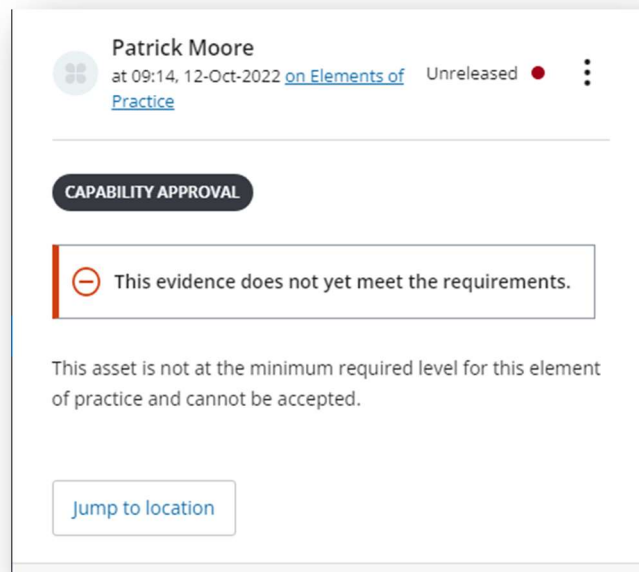 Patrick Moore
at 09:14, 12-Oct-2022 on Elements of
Practice
Unreleased
CAPABILITY APPROVAL
This evidence does not yet meet the requirements.
This asset is not at the minimum required level for this element
of practice and cannot be accepted.
Jump to location